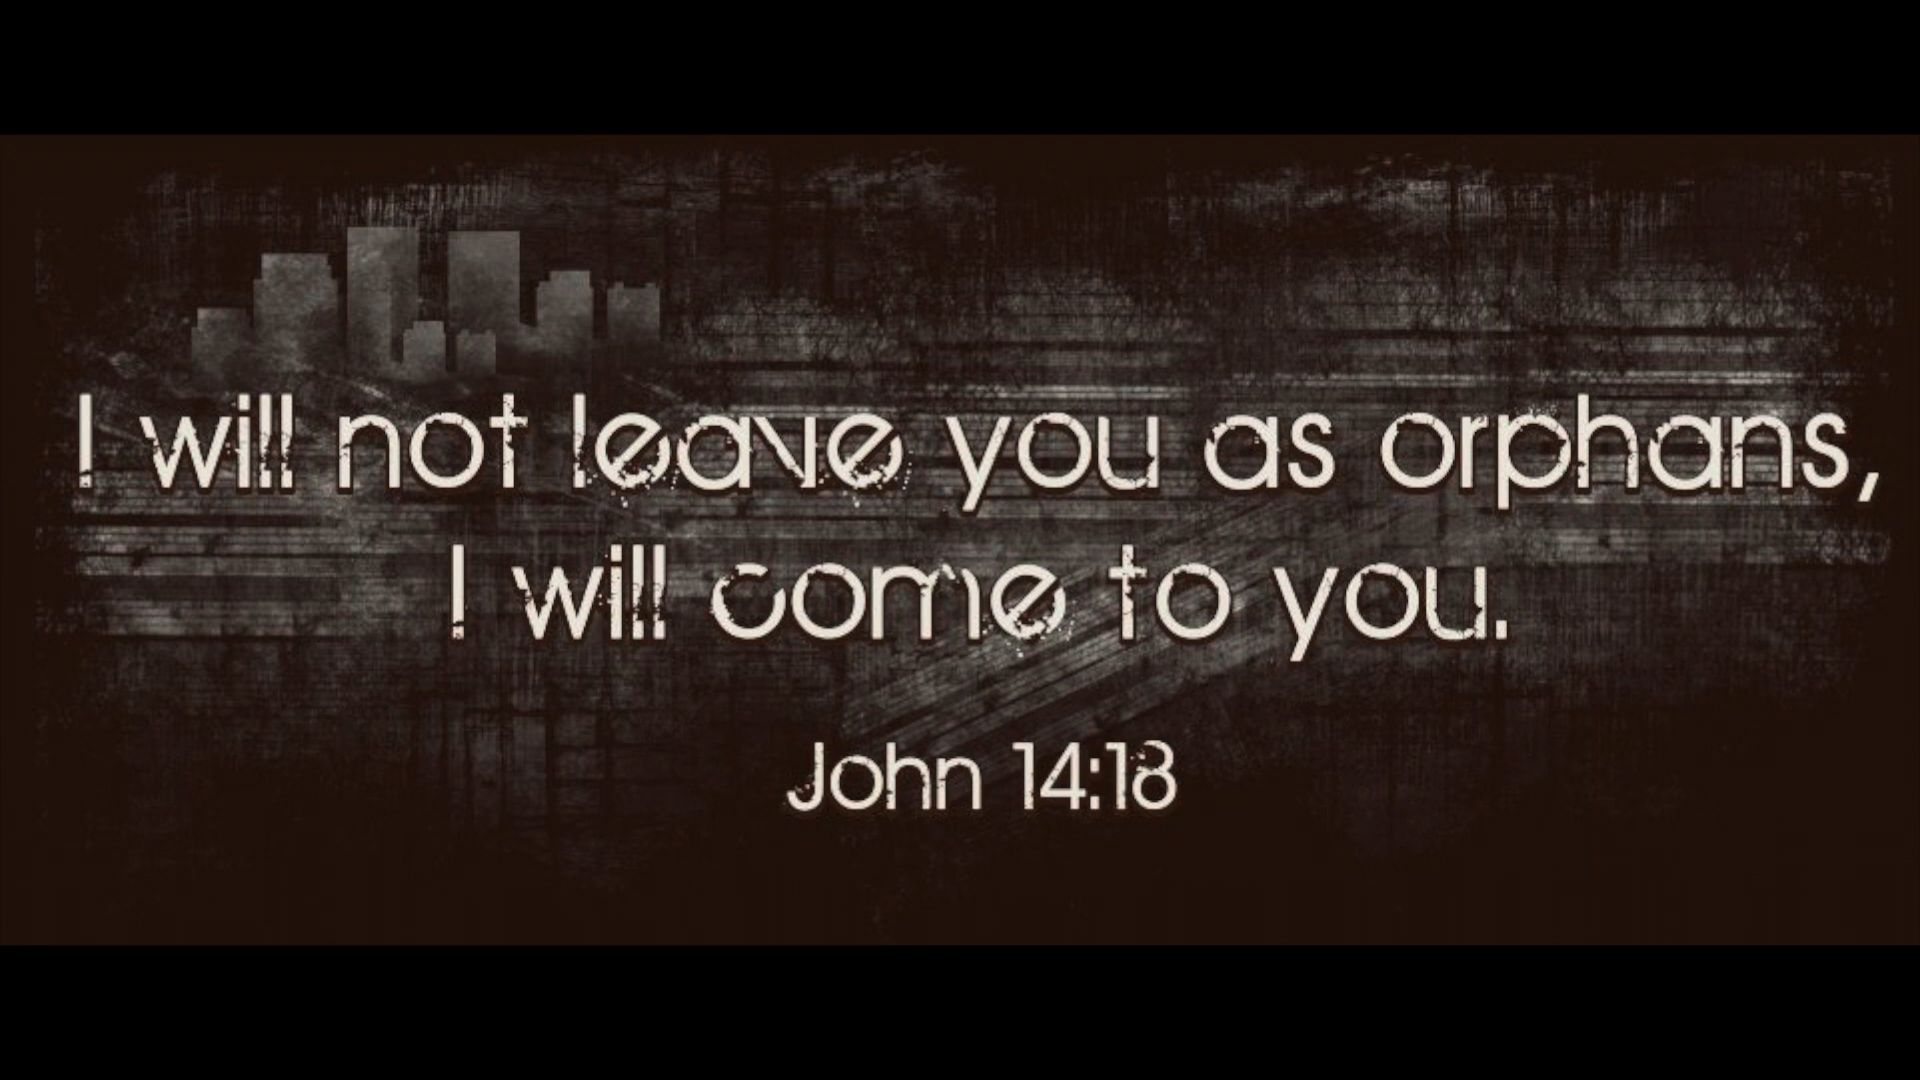 I will not leave you as orphans,
I will come to you.
John 14:18